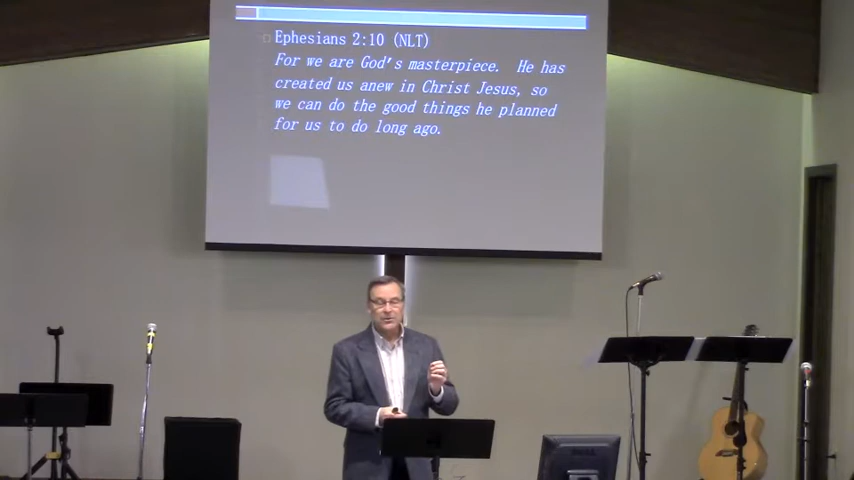 Ephesians 2:10 (NLT)
For we are God's masterpiece. He has
created us anew in Christ Jesus, so
we can do the good things he planned
for us to do long ago.
DELL